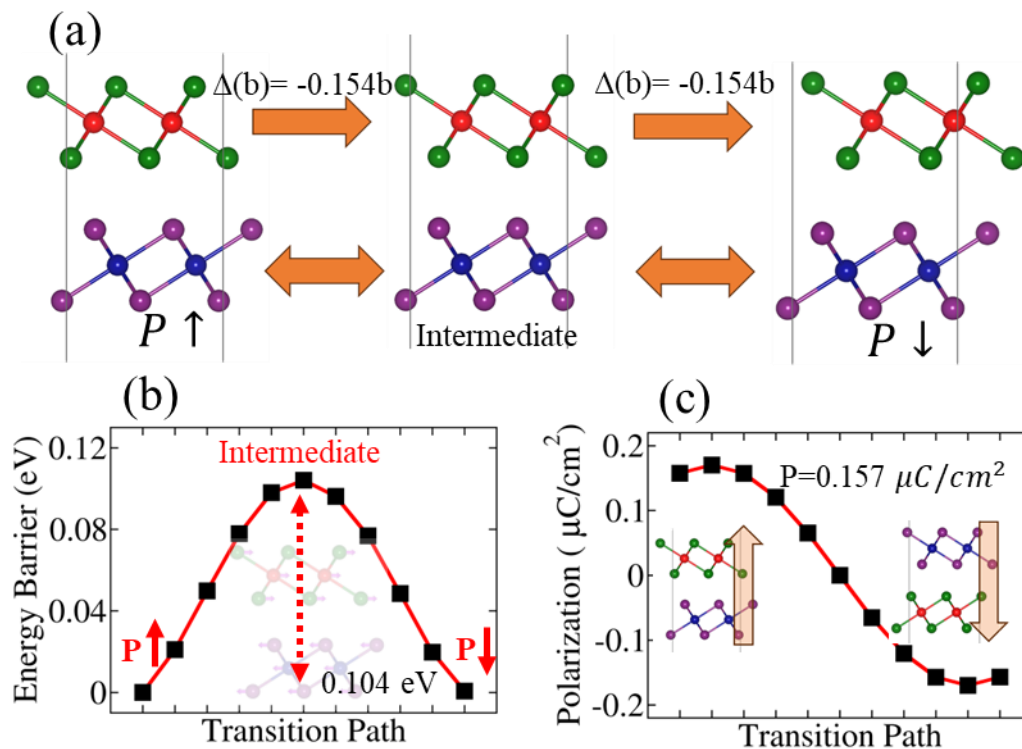 (a)
Δ(b)= -0.154b
Δ(b)= -0.154b
P ↑
Intermediate
P ↓
(b)
Energy Barrier (eV)
0.12
0.08
0.04
0
Intermediate
P
P
0.104 eV
Transition Path
(c)
Polarization ( μC/cm²)
0.2
0.1
0
-0.1
-0.2
P=0.157 μC/cm²
Transition Path